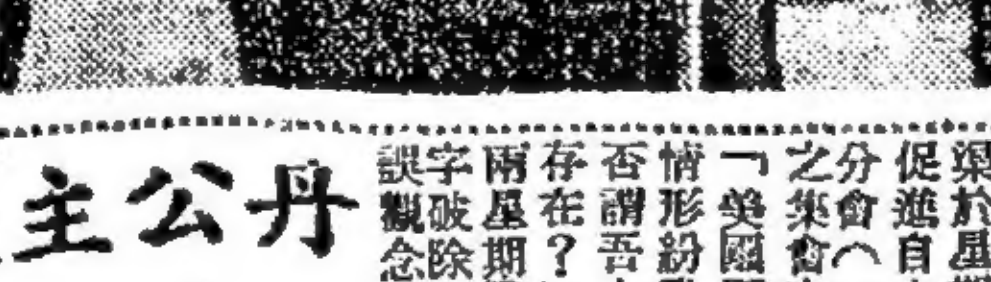 渠於星
促進自
分會︵
之集會
「美國
情形紛
否謂吾
存在？
兩星期
字破除
誤觀念
丹公主